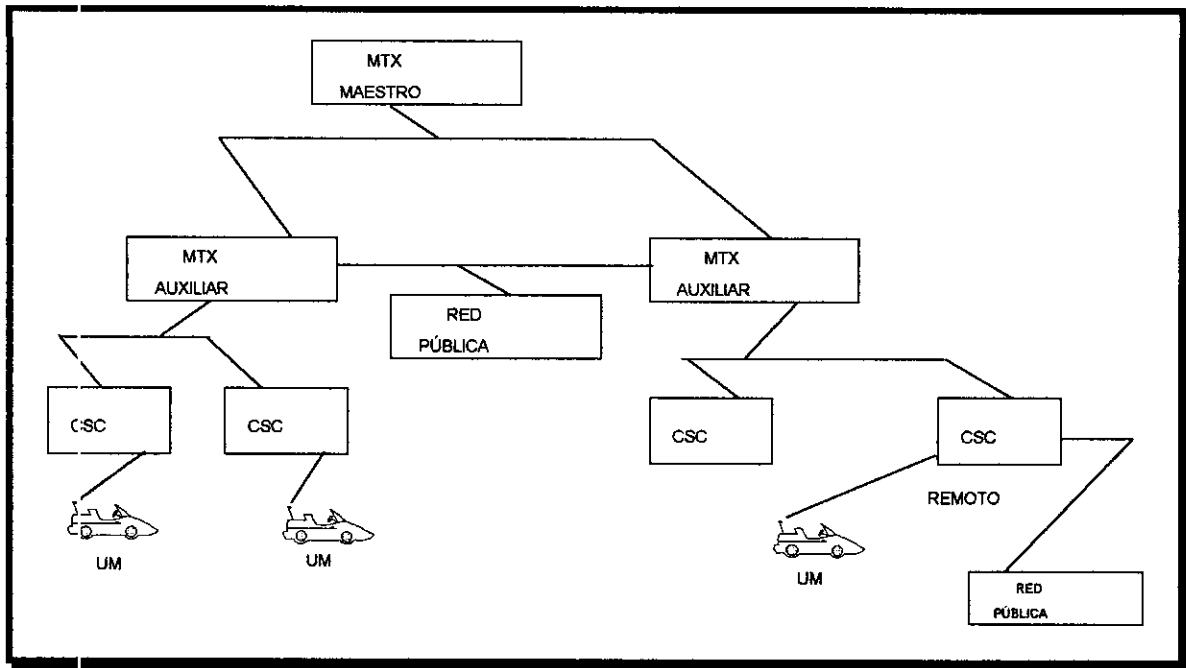 MTX
MAESTRO
MTX
AUXILIAR
MTX
AUXILIAR
RED
PÚBLICA
CSC
CSC
CSC
CSC
REMOTO
UM
UM
UM
RED
PÚBLICA